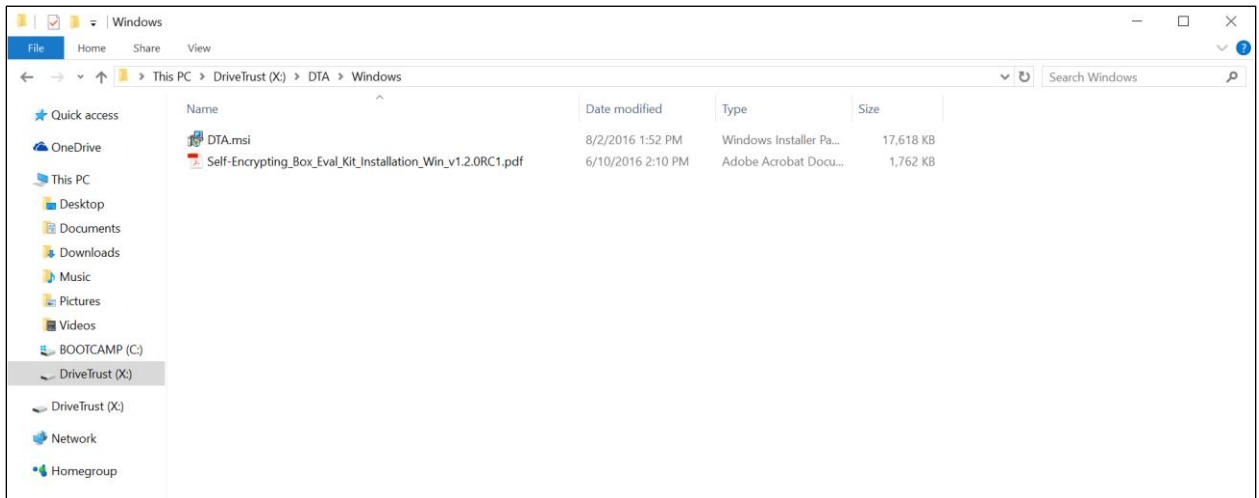 Windows
File Home Share View
This PC > DriveTrust (X:) > DTA > Windows Search Windows
Quick access
OneDrive
This PC
Desktop
Documents
Downloads
Music
Pictures
Videos
BOOTCAMP (C:)
DriveTrust (X:)
DriveTrust (X:)
Network
Homegroup
Name Date modified Type Size
DTA.msi 8/2/2016 1:52 PM Windows Installer Pa... 17,618 KB
Self-Encrypting_Box_Eval_Kit_Installation_Win_v1.2.0RC1.pdf 6/10/2016 2:10 PM Adobe Acrobat Docu... 1,762 KB